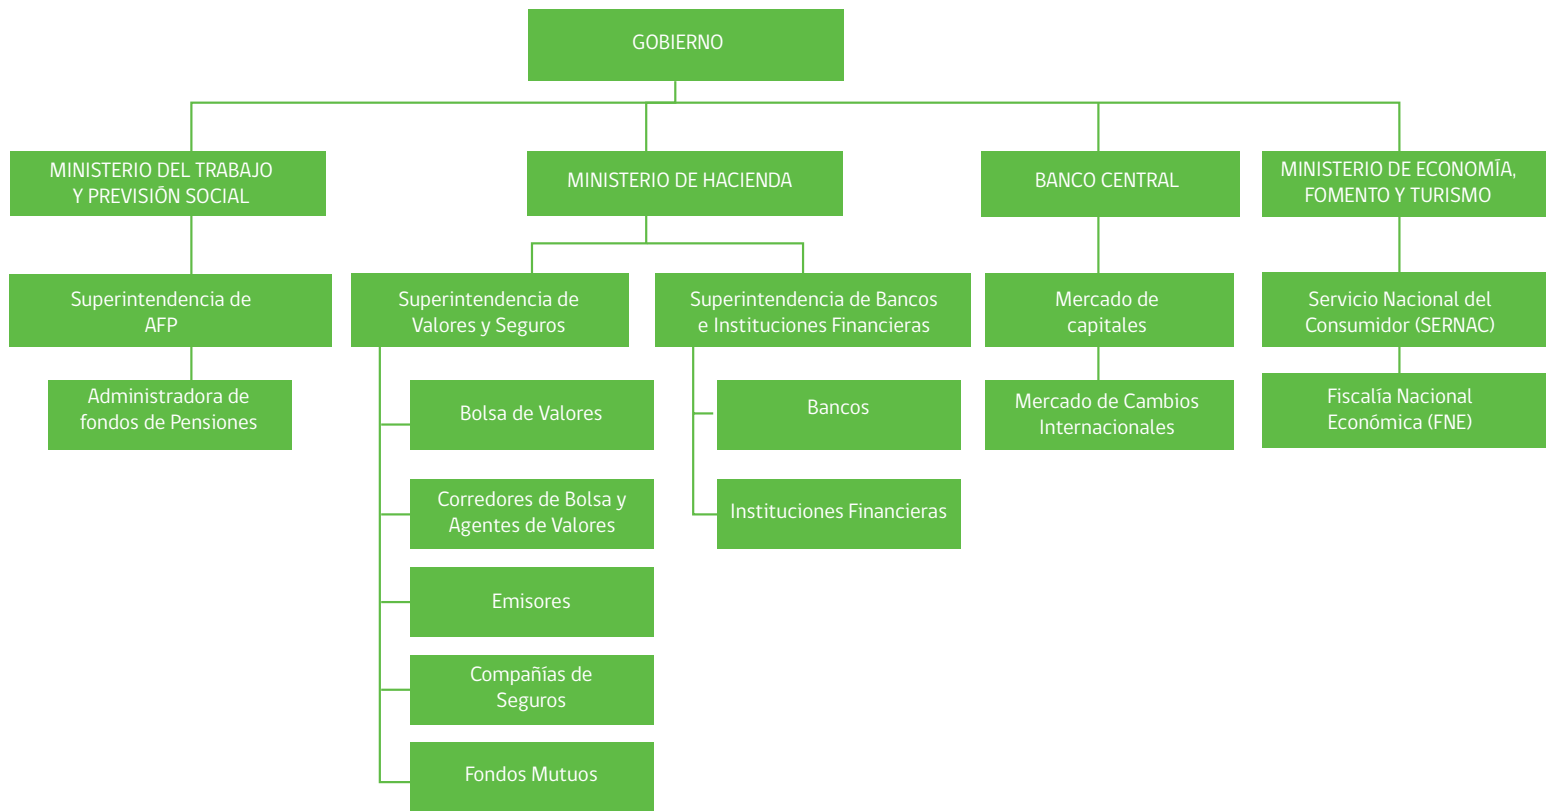 GOBIERNO
MINISTERIO DEL TRABAJO
Y PREVISIÓN SOCIAL
MINISTERIO DE HACIENDA
BANCO CENTRAL
MINISTERIO DE ECONOMÍA,
FOMENTO Y TURISMO
Superintendencia de
AFP
Superintendencia de
Valores y Seguros
Superintendencia de Bancos
e Instituciones Financieras
Mercado de
capitales
Servicio Nacional del
Consumidor (SERNAC)
Administradora de
fondos de Pensiones
Bolsa de Valores
Bancos
Mercado de Cambios
Internacionales
Fiscalía Nacional
Económica (FNE)
Corredores de Bolsa y
Agentes de Valores
Instituciones Financieras
Emisores
Compañías de
Seguros
Fondos Mutuos